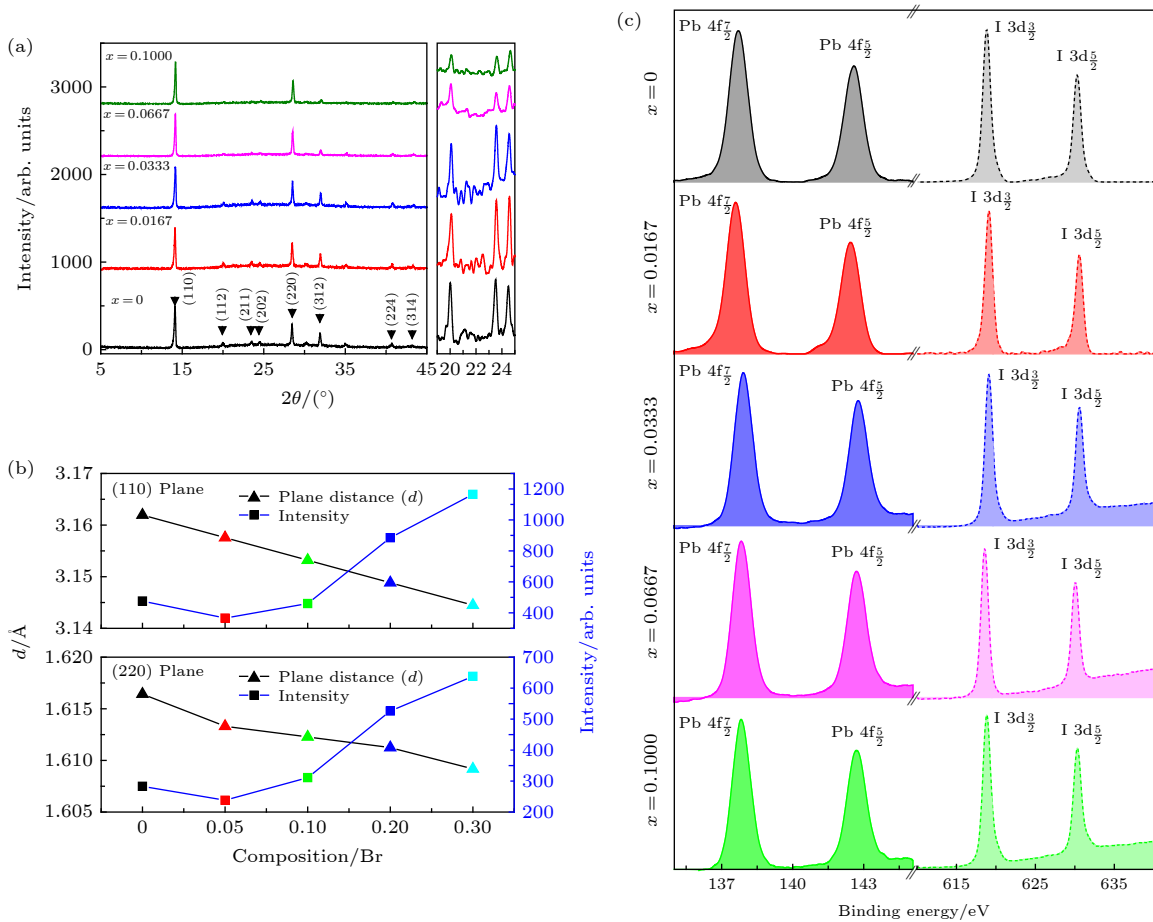 (a)
x=0.1000
x=0.0667
x=0.0333
x=0.0167
x=0
(110)
(112)
(211)
(202)
(220)
(312)
(224)
(314)
3000
2000
1000
0
Intensity/arb. units
5 15 25 35 45 20 22 24
2θ/(°)
(b)
(110) Plane
Plane distance (d)
Intensity
3.17
3.16
3.15
3.14
1200
1000
800
600
400
(220) Plane
Plane distance (d)
Intensity
1.620
1.615
1.610
1.605
700
600
500
400
300
200
d/Å
Intensity/arb. units
0 0.05 0.10 0.20 0.30
Composition/Br
(c)
x=0
Pb 4f7/2
Pb 4f5/2
I 3d3/2
I 3d5/2
x=0.0167
Pb 4f7/2
Pb 4f5/2
I 3d3/2
I 3d5/2
x=0.0333
Pb 4f7/2
Pb 4f5/2
I 3d3/2
I 3d5/2
x=0.0667
Pb 4f7/2
Pb 4f5/2
I 3d3/2
I 3d5/2
x=0.1000
Pb 4f7/2
Pb 4f5/2
I 3d3/2
I 3d5/2
137 140 143 615 625 635
Binding energy/eV